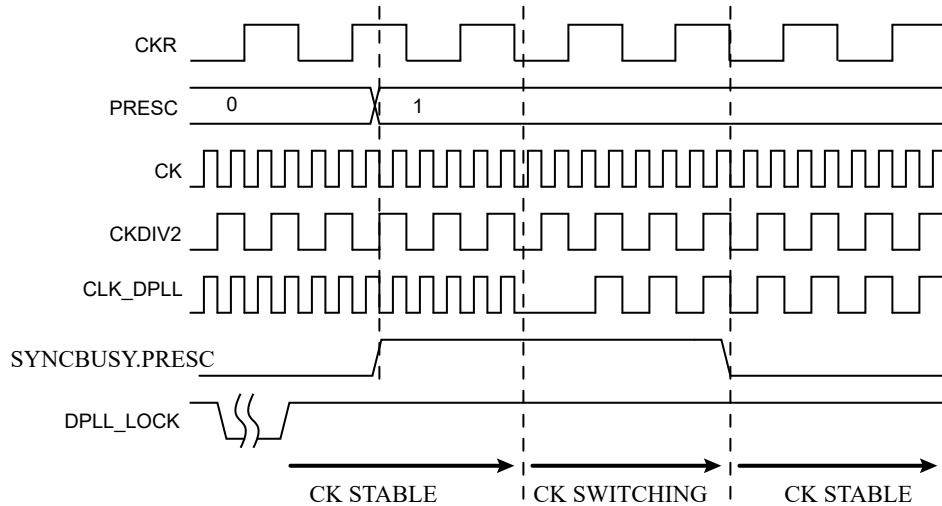 CKR
PRESC 0 1
CK
CKDIV2
CLK_DPLL
SYNCBUSY.PRESC
DPLL_LOCK
CK STABLE CK SWITCHING CK STABLE